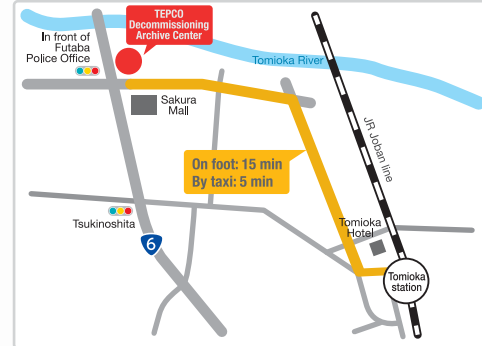 TEPCO
Decommissioning
Archive Center
In front of
Futaba
Police Office
Tomioka River
Sakura
Mall
JR Joban line
On foot: 15 min
By taxi: 5 min
Tsukinoshita
6
Tomioka
Hotel
Tomioka
station